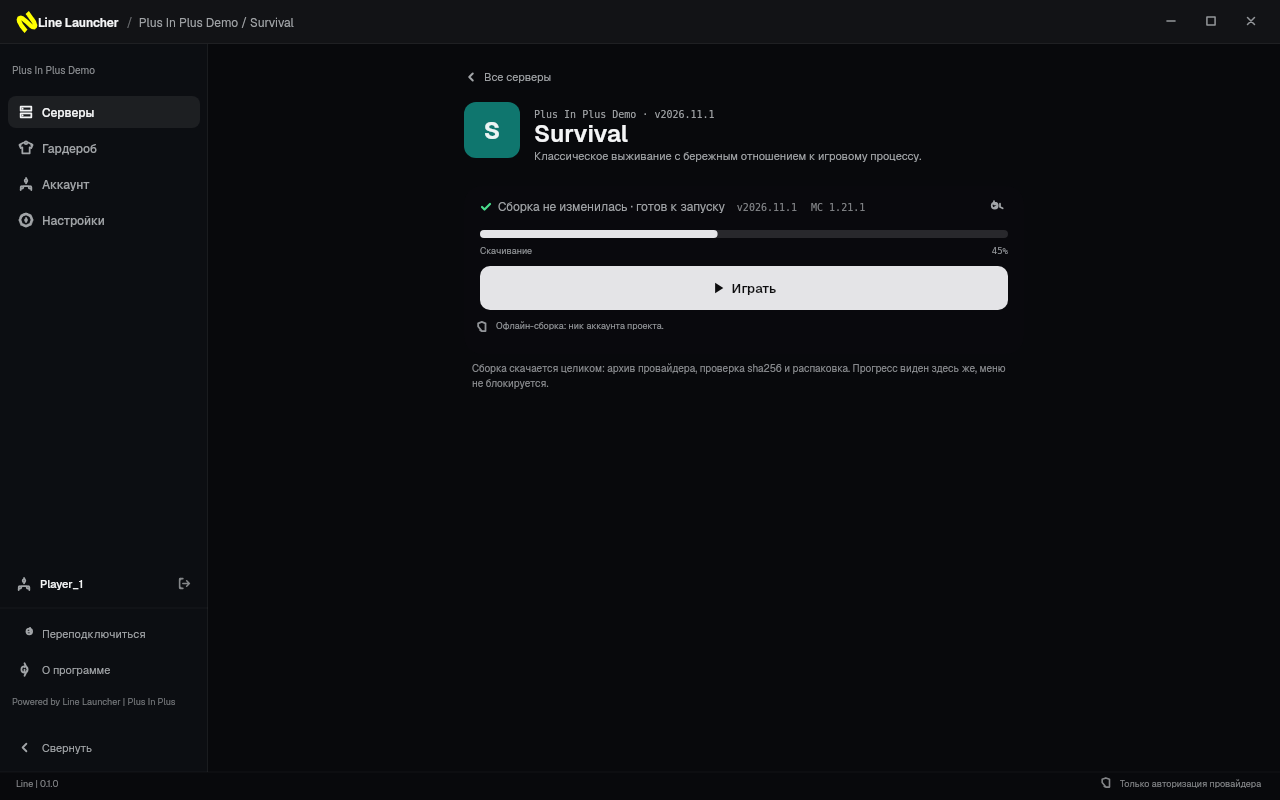 Line Launcher / Plus In Plus Demo / Survival
Plus In Plus Demo
Серверы
Гардероб
Аккаунт
Настройки
Player_1
Переподключиться
О программе
Powered by Line Launcher | Plus In Plus
Свернуть
Все серверы
S
Plus In Plus Demo · v2026.11.1
Survival
Классическое выживание с бережным отношением к игровому процессу.
Сборка не изменилась · готов к запуску v2026.11.1 MC 1.21.1
Скачивание 45%
Играть
Офлайн-сборка: ник аккаунта проекта.
Сборка скачается целиком: архив провайдера, проверка sha256 и распаковка. Прогресс виден здесь же, меню
не блокируется.
Line | 0.1.0
Только авторизация провайдера